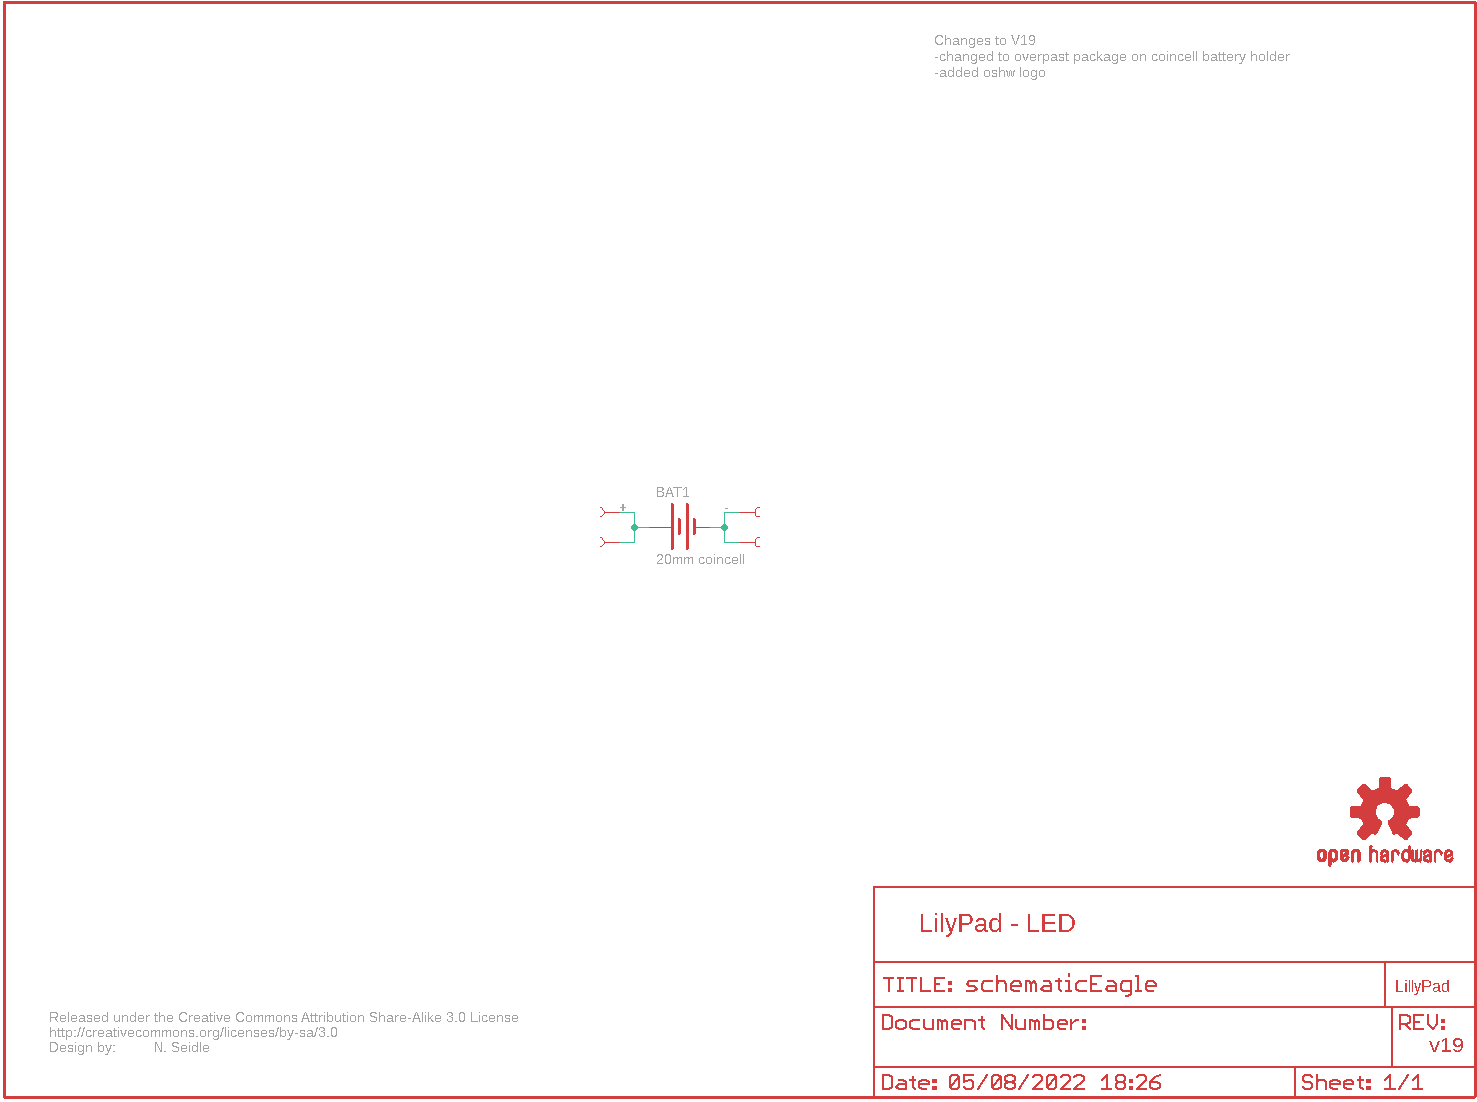 Changes to V19
-changed to overpast package on coincell battery holder
-added oshw logo
BAT1
+ -
20mm coincell
open hardware
LilyPad - LED
TITLE: schematicEagle
LillyPad
Document Number:
REV:
v19
Date: 05/08/2022 18:26
Sheet: 1/1
Released under the Creative Commons Attribution Share-Alike 3.0 License
http://creativecommons.org/licenses/by-sa/3.0
Design by: N. Seidle